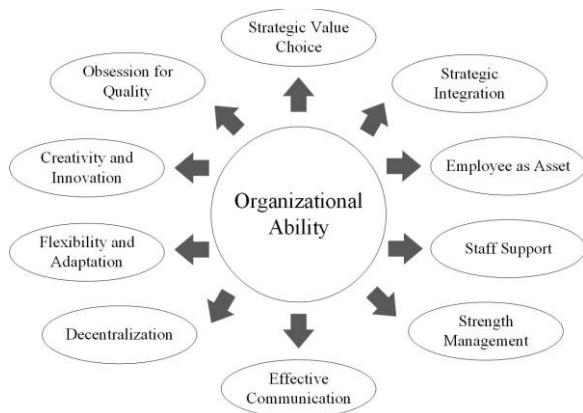 Strategic Value
Choice
Obsession for
Quality
Strategic
Integration
Creativity and
Innovation
Employee as Asset
Organizational
Ability
Flexibility and
Adaptation
Staff Support
Decentralization
Strength
Management
Effective
Communication